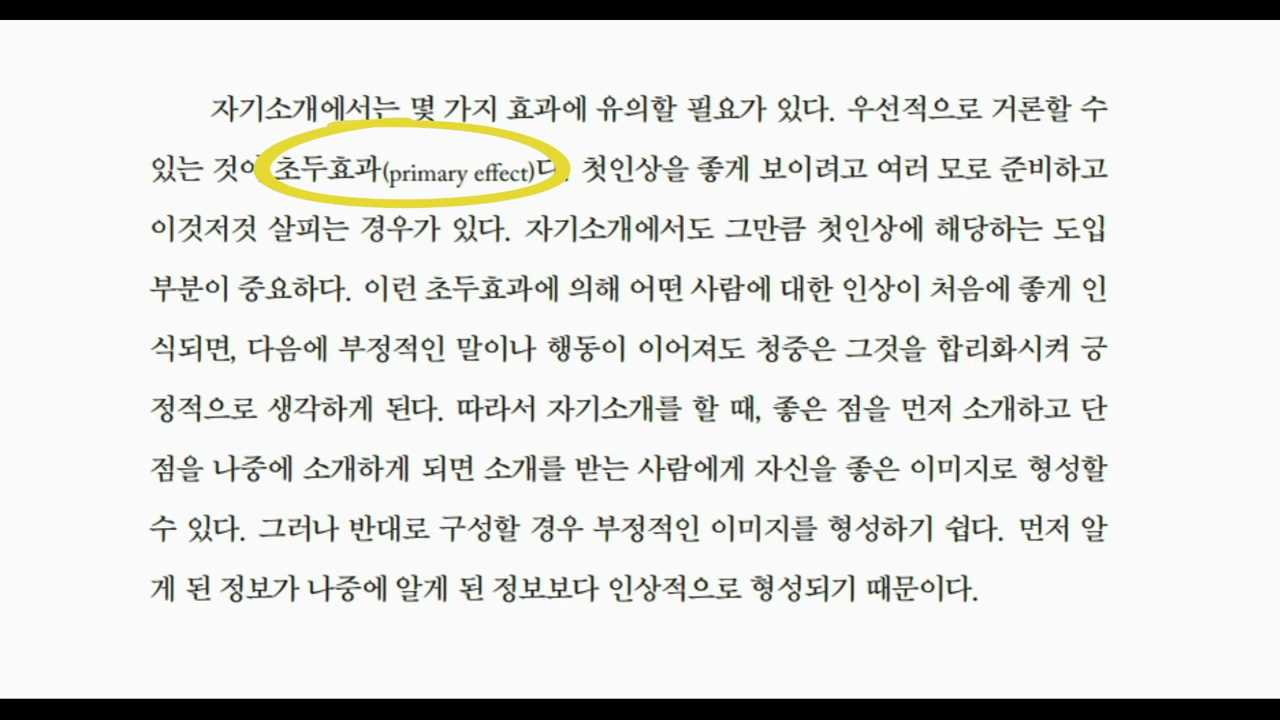 자기소개에서는 몇 가지 효과에 유의할 필요가 있다. 우선적으로 거론할 수
있는 것이 초두효과(primary effect)다. 첫인상을 좋게 보이려고 여러 모로 준비하고
이것저것 살피는 경우가 있다. 자기소개에서도 그만큼 첫인상에 해당하는 도입
부분이 중요하다. 이런 초두효과에 의해 어떤 사람에 대한 인상이 처음에 좋게 인
식되면, 다음에 부정적인 말이나 행동이 이어져도 청중은 그것을 합리화시켜 긍
정적으로 생각하게 된다. 따라서 자기소개를 할 때, 좋은 점을 먼저 소개하고 단
점을 나중에 소개하게 되면 소개를 받는 사람에게 자신을 좋은 이미지로 형성할
수 있다. 그러나 반대로 구성할 경우 부정적인 이미지를 형성하기 쉽다. 먼저 알
게 된 정보가 나중에 알게 된 정보보다 인상적으로 형성되기 때문이다.